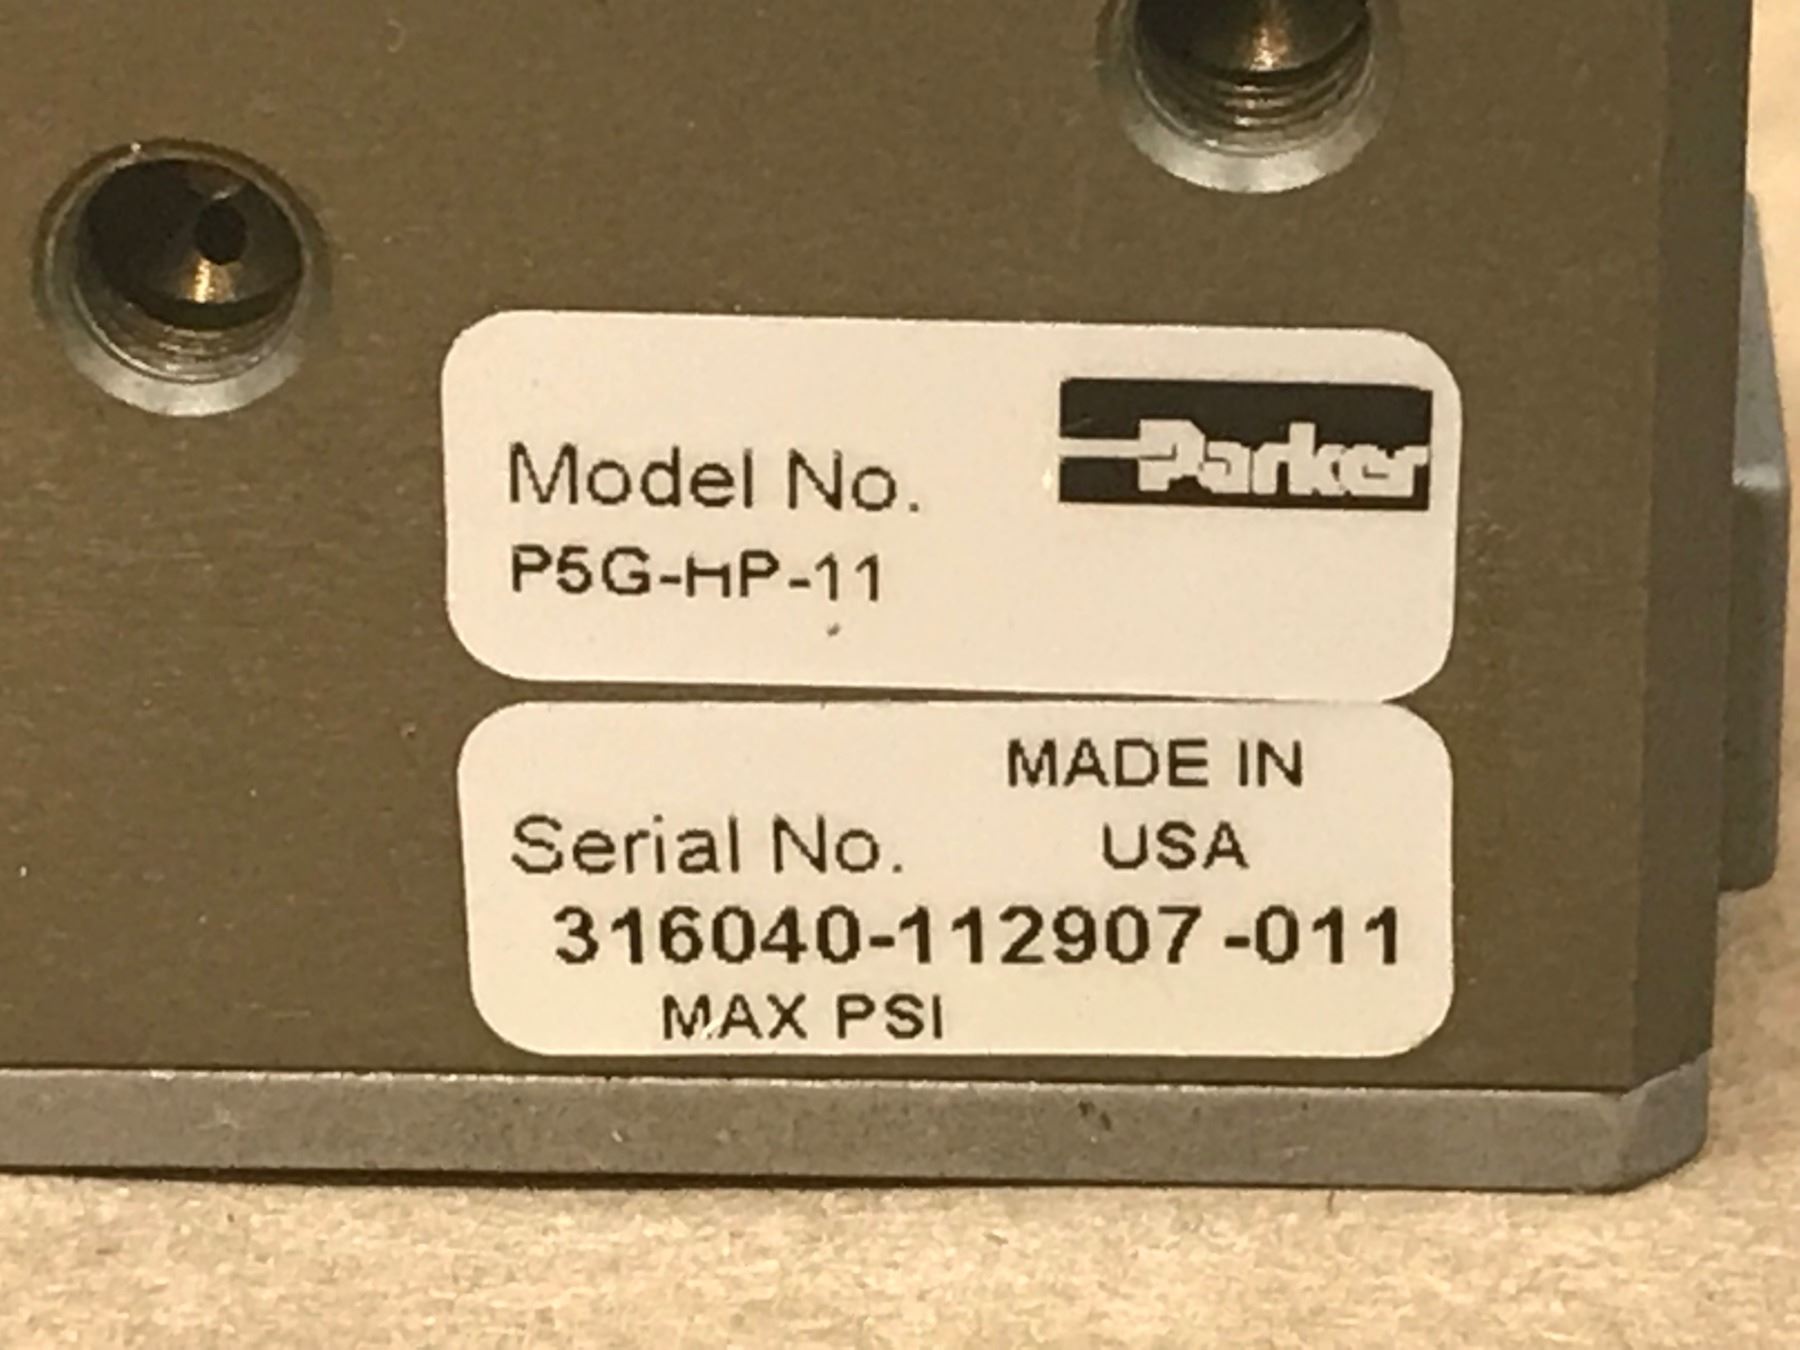 Parker
Model No.
P5G-HP-11
MADE IN
USA
Serial No.
316040-112907 -011
MAX PSI